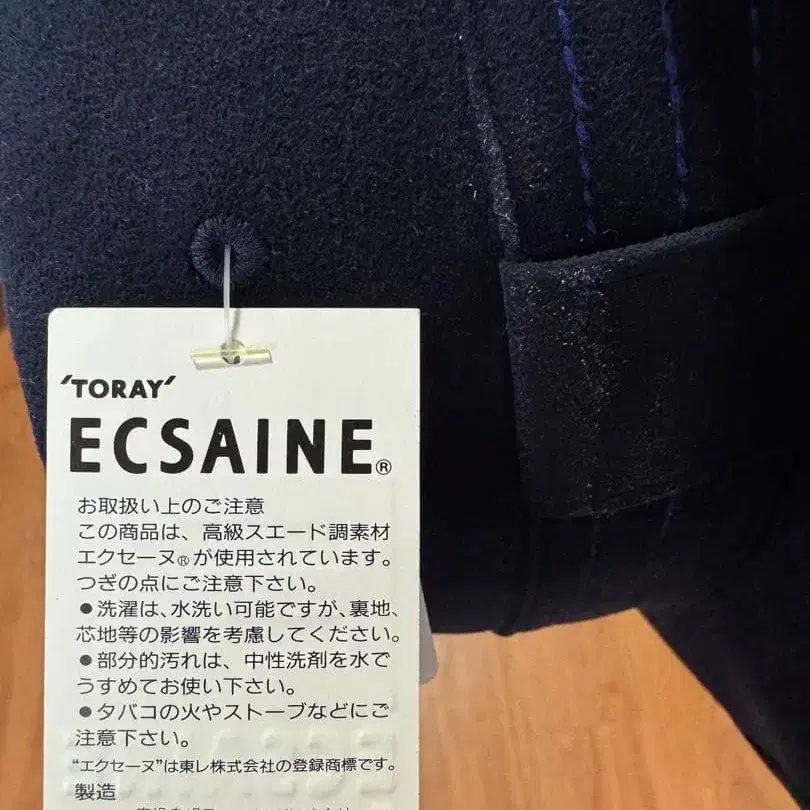 'TORAY'
ECSAINE®
お取扱い上のご注意
この商品は、高級スエード調素材
エクセーヌ®が使用されています。
つぎの点にご注意下さい。
●洗濯は、水洗い可能ですが、裏地、
芯地等の影響を考慮してください。
●部分的汚れは、中性洗剤を水で
うすめてお使い下さい。
●タバコの火やストーブなどにご
注意下さい。
“エクセーヌ”は東レ株式会社の登録商標です。
製造